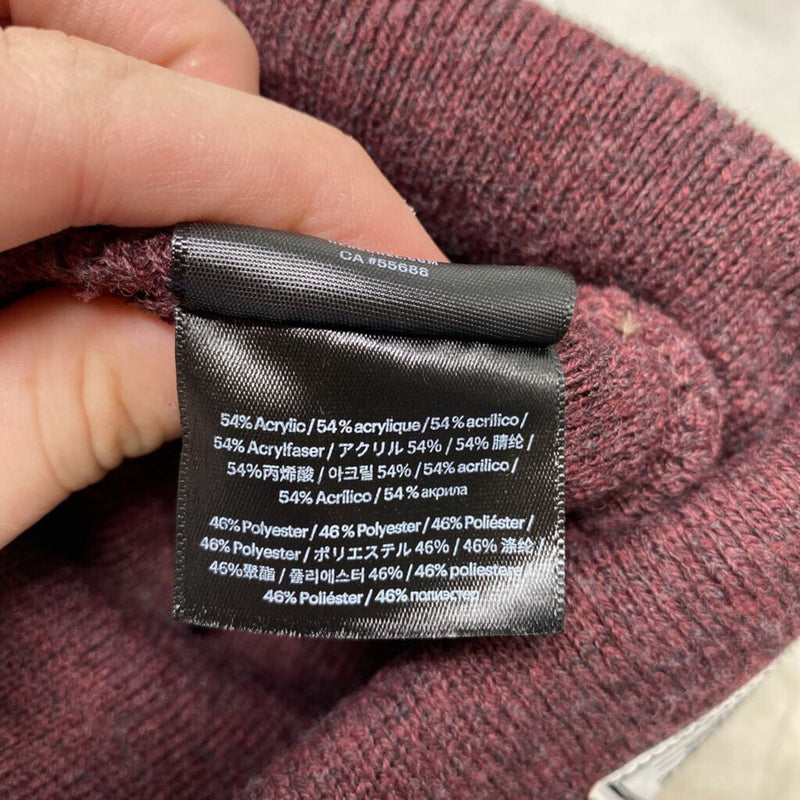 CA #55688
54% Acrylic / 54 % acrylique / 54 % acrílico /
54% Acrylfaser / アクリル 54% / 54% 腈纶 /
54%丙烯酸 / 아크릴 54% / 54% acrilico /
54% Acrílico / 54 % акрила
46% Polyester / 46 % Polyester / 46% Poliéster /
46% Polyester / ポリエステル 46% / 46% 涤纶 /
46%聚酯 / 폴리에스터 46% / 46% poliestere /
46% Poliéster / 46% полиестер